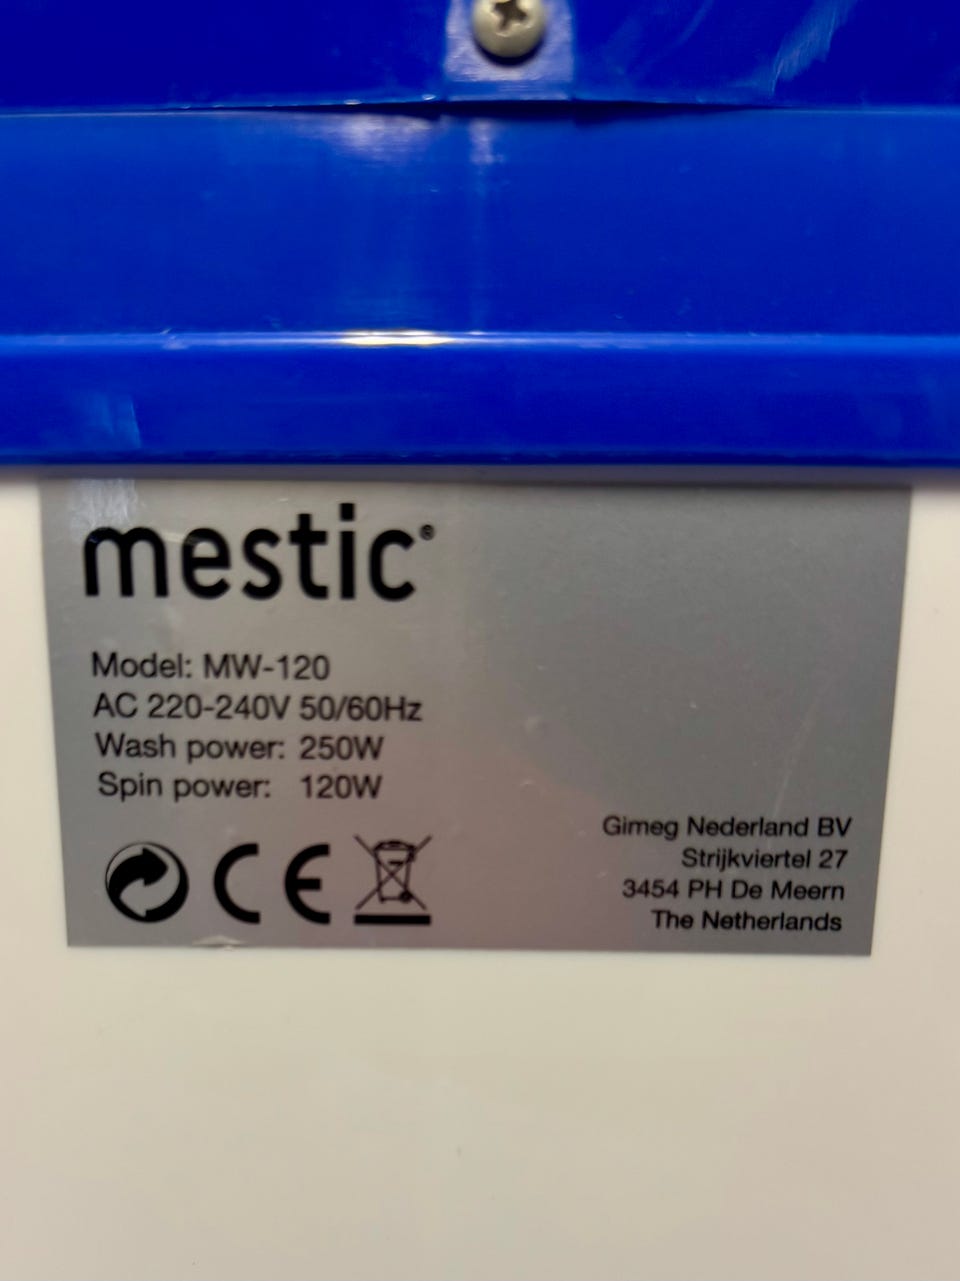 mestic®
Model: MW-120
AC 220-240V 50/60Hz
Wash power: 250W
Spin power: 120W
CE
Gimeg Nederland BV
Strijkviertel 27
3454 PH De Meern
The Netherlands